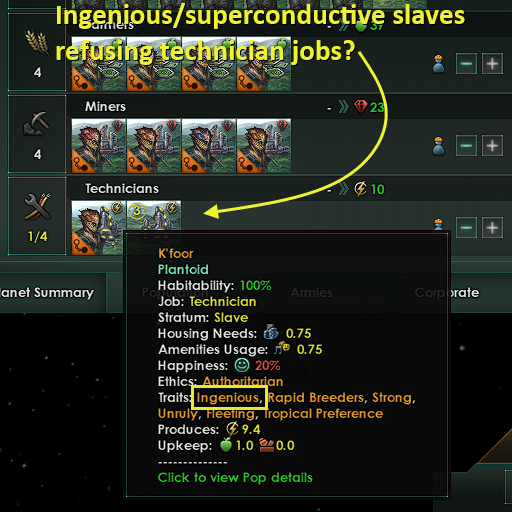 Ingenious/superconductive slaves
refusing technician jobs?
37
4
Miners
- 23
4
Technicians
- 10
3
1/4
K'foor
Plantoid
Habitability: 100%
Job: Technician
Stratum: Slave
Housing Needs: 0.75
Amenities Usage: 0.75
Happiness: 20%
Ethics: Authoritarian
Traits: Ingenious, Rapid Breeders, Strong,
Unruly, Fleeting, Tropical Preference
Produces: 9.4
Upkeep: 1.0 0.0
--------------
Click to view Pop details
lanet Summary
Armies
Corporate